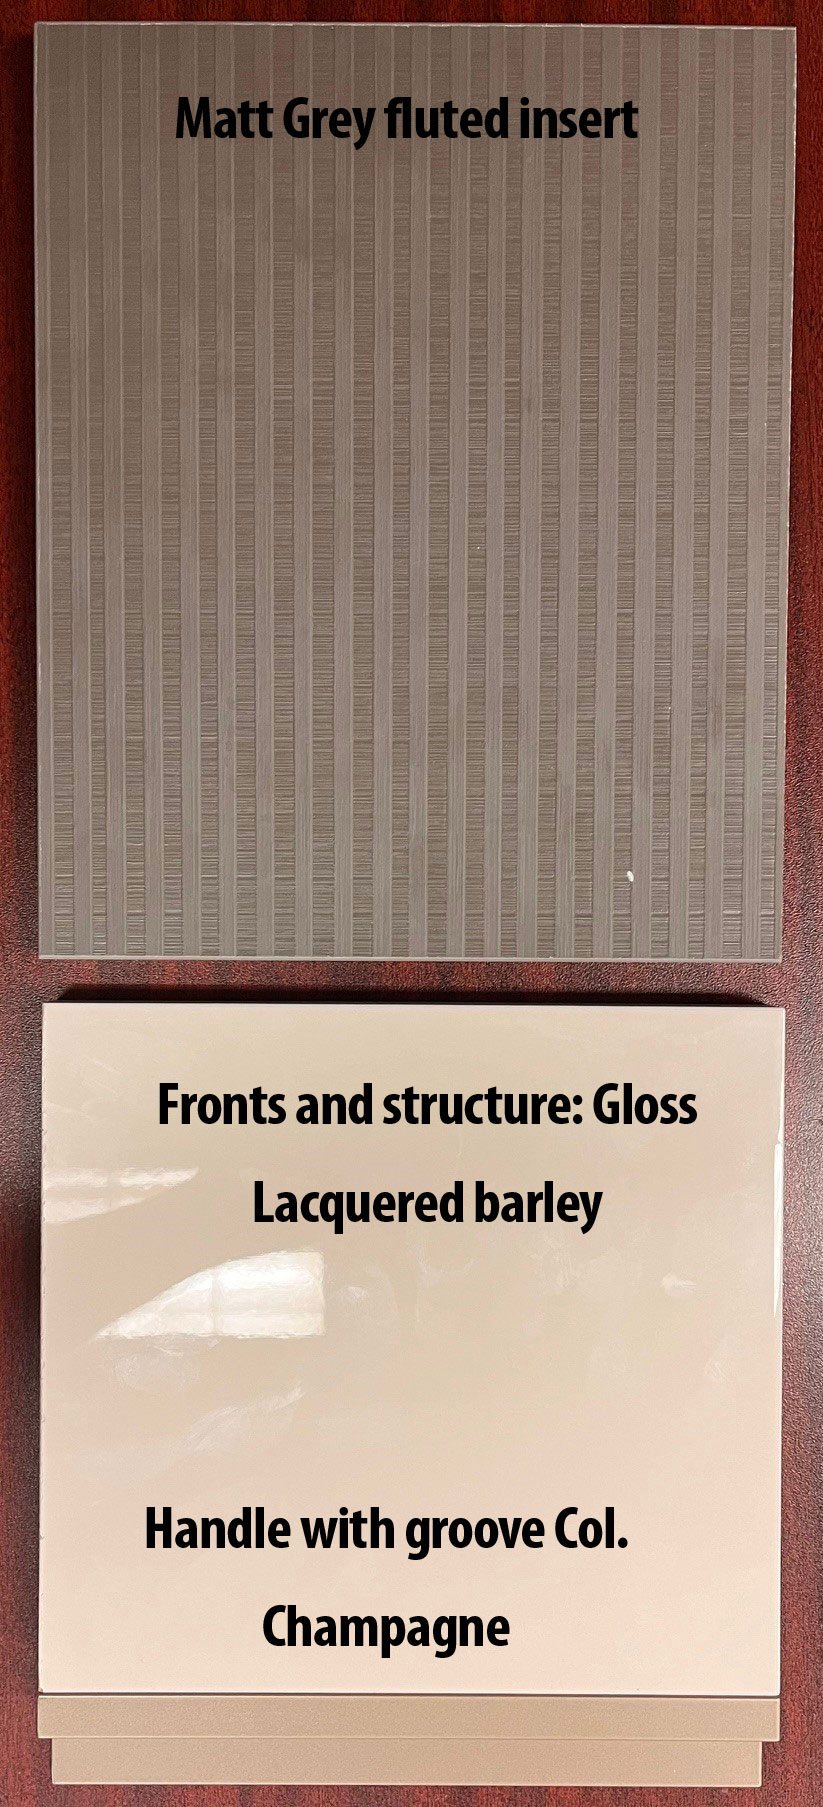 Matt Grey fluted insert
Fronts and structure: Gloss
Lacquered barley
Handle with groove Col.
Champagne